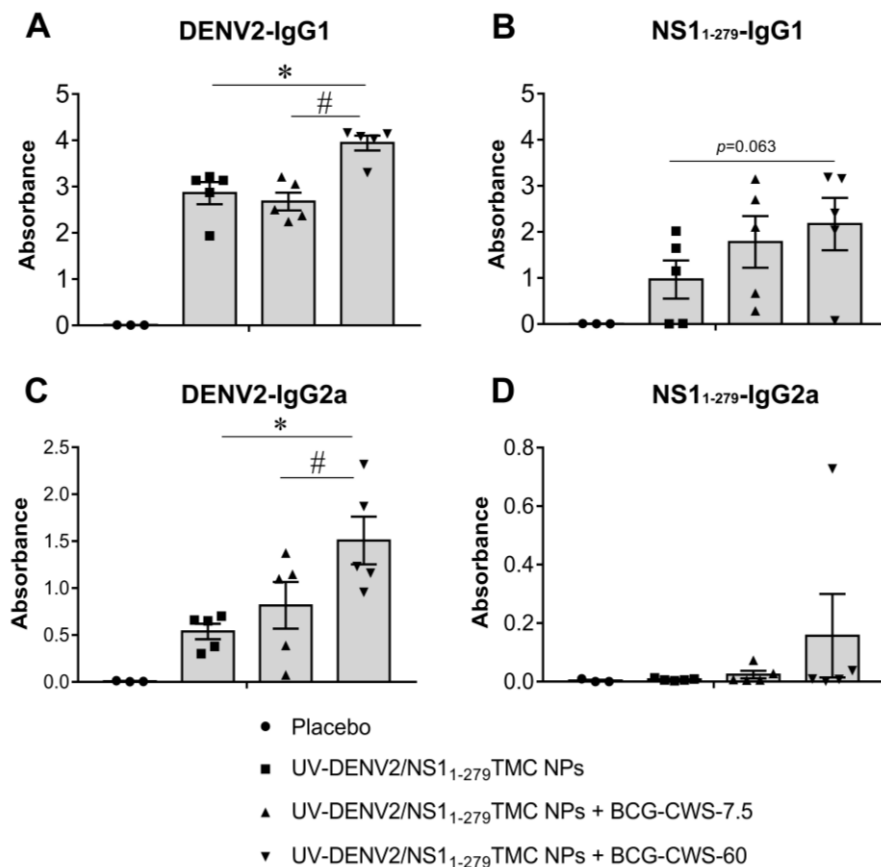 A
DENV2-IgG1
Absorbance
5
4
3
2
1
0
*
#
B
NS1₁₋₂₇₉-IgG1
Absorbance
5
4
3
2
1
0
p=0.063
C
DENV2-IgG2a
Absorbance
2.5
2.0
1.5
1.0
0.5
0.0
*
#
D
NS1₁₋₂₇₉-IgG2a
Absorbance
0.8
0.6
0.4
0.2
0.0
Placebo
UV-DENV2/NS1₁₋₂₇₉TMC NPs
UV-DENV2/NS1₁₋₂₇₉TMC NPs + BCG-CWS-7.5
UV-DENV2/NS1₁₋₂₇₉TMC NPs + BCG-CWS-60